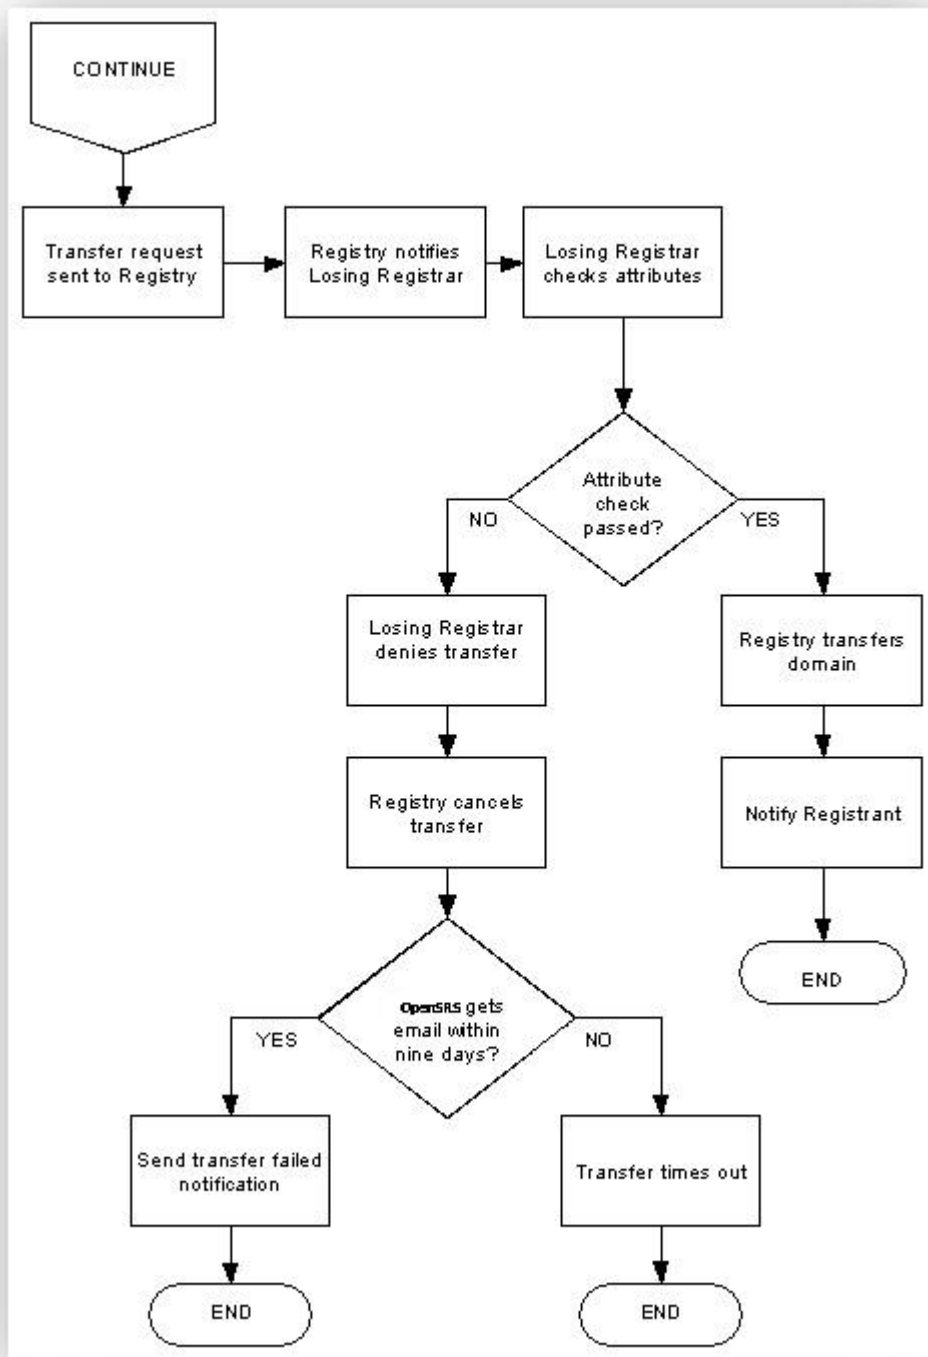 CONTINUE
Transfer request
sent to Registry
Registry notifies
Losing Registrar
Losing Registrar
checks attributes
Attribute
check
passed?
NO
YES
Losing Registrar
denies transfer
Registry transfers
domain
Registry cancels
transfer
Notify Registrant
END
OpenSRS gets
email within
nine days?
YES
NO
Send transfer failed
notification
Transfer times out
END
END